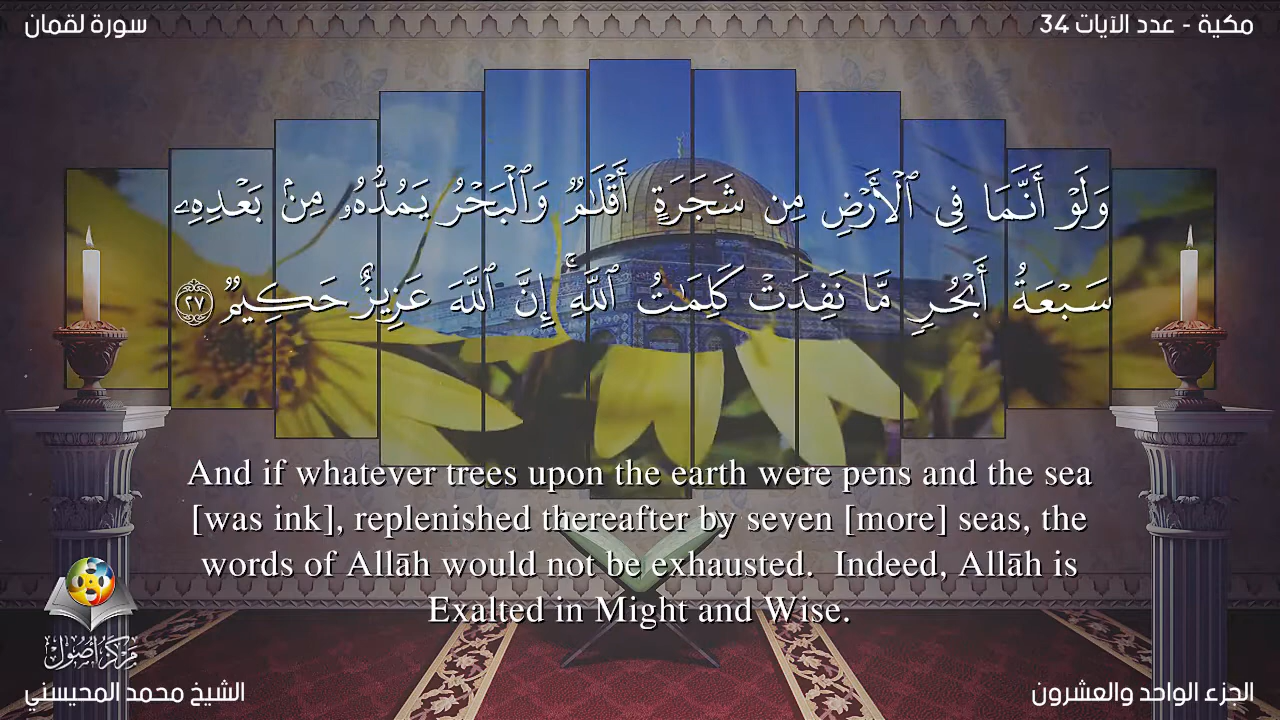 مكية - عدد الآيات 34
سورة لقمان
وَلَوْ أَنَّمَا فِى ٱلْأَرْضِ مِن شَجَرَةٍ أَقْلَـٰمٌ وَٱلْبَحْرُ يَمُدُّهُۥ مِنۢ بَعْدِهِۦ
سَبْعَةُ أَبْحُرٍ مَّا نَفِدَتْ كَلِمَـٰتُ ٱللَّهِ ۗ إِنَّ ٱللَّهَ عَزِيزٌ حَكِيمٌ ٢٧
And if whatever trees upon the earth were pens and the sea
[was ink], replenished thereafter by seven [more] seas, the
words of Allāh would not be exhausted. Indeed, Allāh is
Exalted in Might and Wise.
مركز أصول
الجزء الواحد والعشرون
الشيخ محمد المحيسني